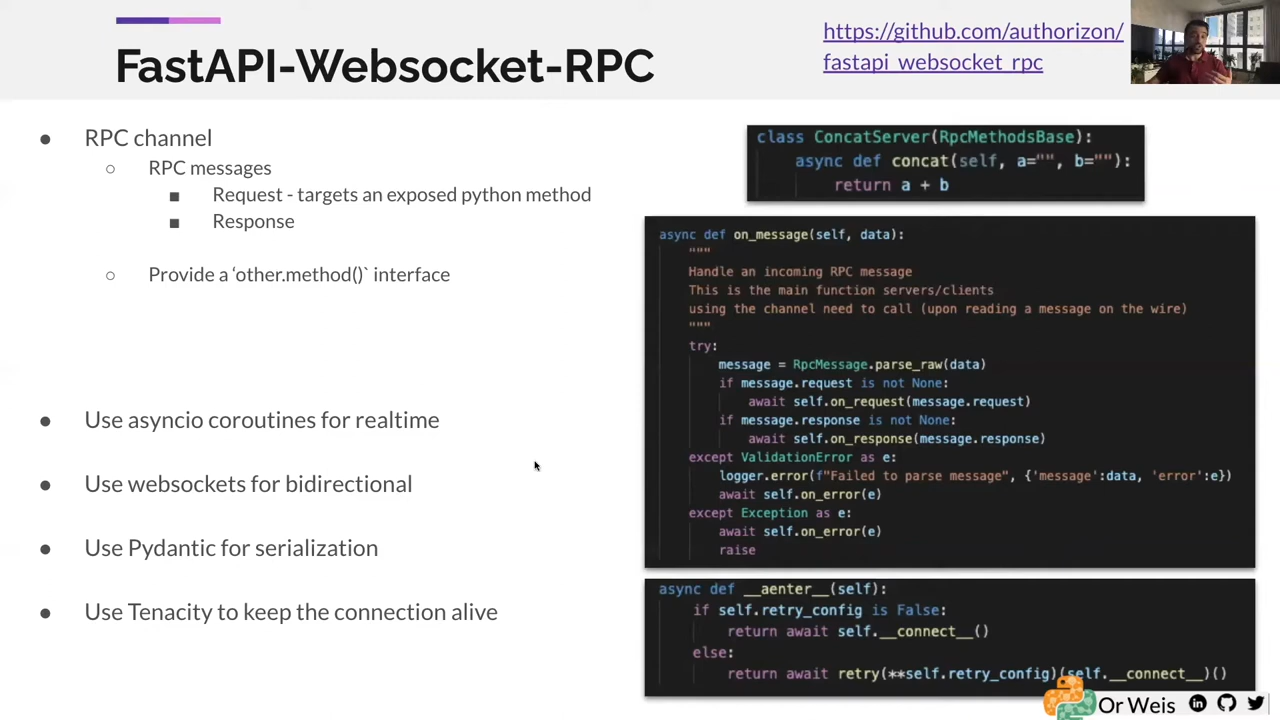 FastAPI-Websocket-RPC
https://github.com/authorizon/
fastapi_websocket_rpc
● RPC channel
○ RPC messages
■ Request - targets an exposed python method
■ Response
○ Provide a ‘other.method()` interface
● Use asyncio coroutines for realtime
● Use websockets for bidirectional
● Use Pydantic for serialization
● Use Tenacity to keep the connection alive
class ConcatServer(RpcMethodsBase):
async def concat(self, a="", b=""):
return a + b
async def on_message(self, data):
"""
Handle an incoming RPC message
This is the main function servers/clients
using the channel need to call (upon reading a message on the wire)
"""
try:
message = RpcMessage.parse_raw(data)
if message.request is not None:
await self.on_request(message.request)
if message.response is not None:
await self.on_response(message.response)
except ValidationError as e:
logger.error(f"Failed to parse message", {'message':data, 'error':e})
await self.on_error(e)
except Exception as e:
await self.on_error(e)
raise
async def __aenter__(self):
if self.retry_config is False:
return await self.__connect__()
else:
return await retry(**self.retry_config)(self.__connect__)()
Or Weis